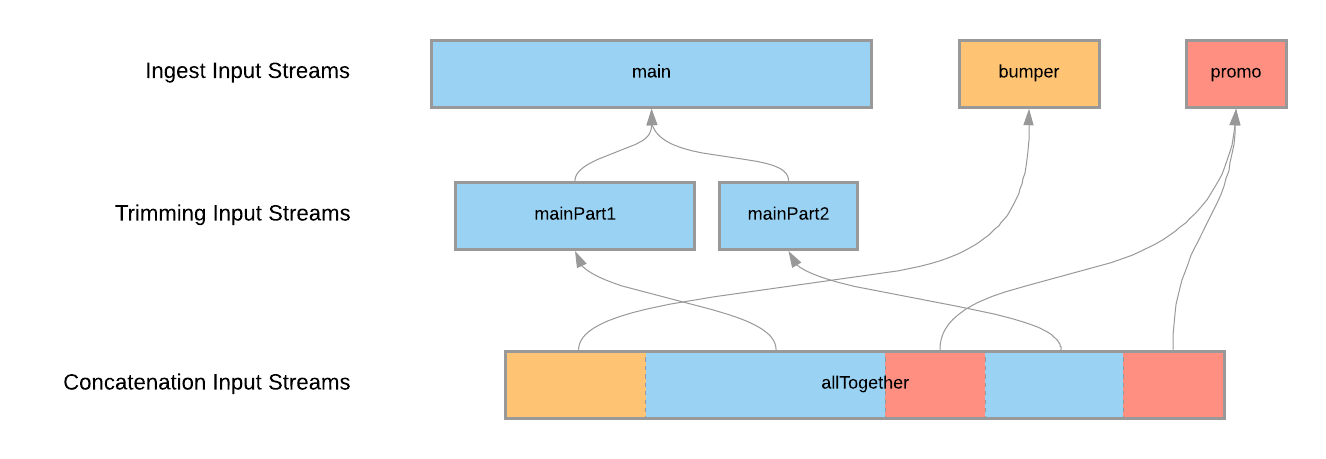 Ingest Input Streams
main
bumper
promo
Trimming Input Streams
mainPart1
mainPart2
Concatenation Input Streams
allTogether